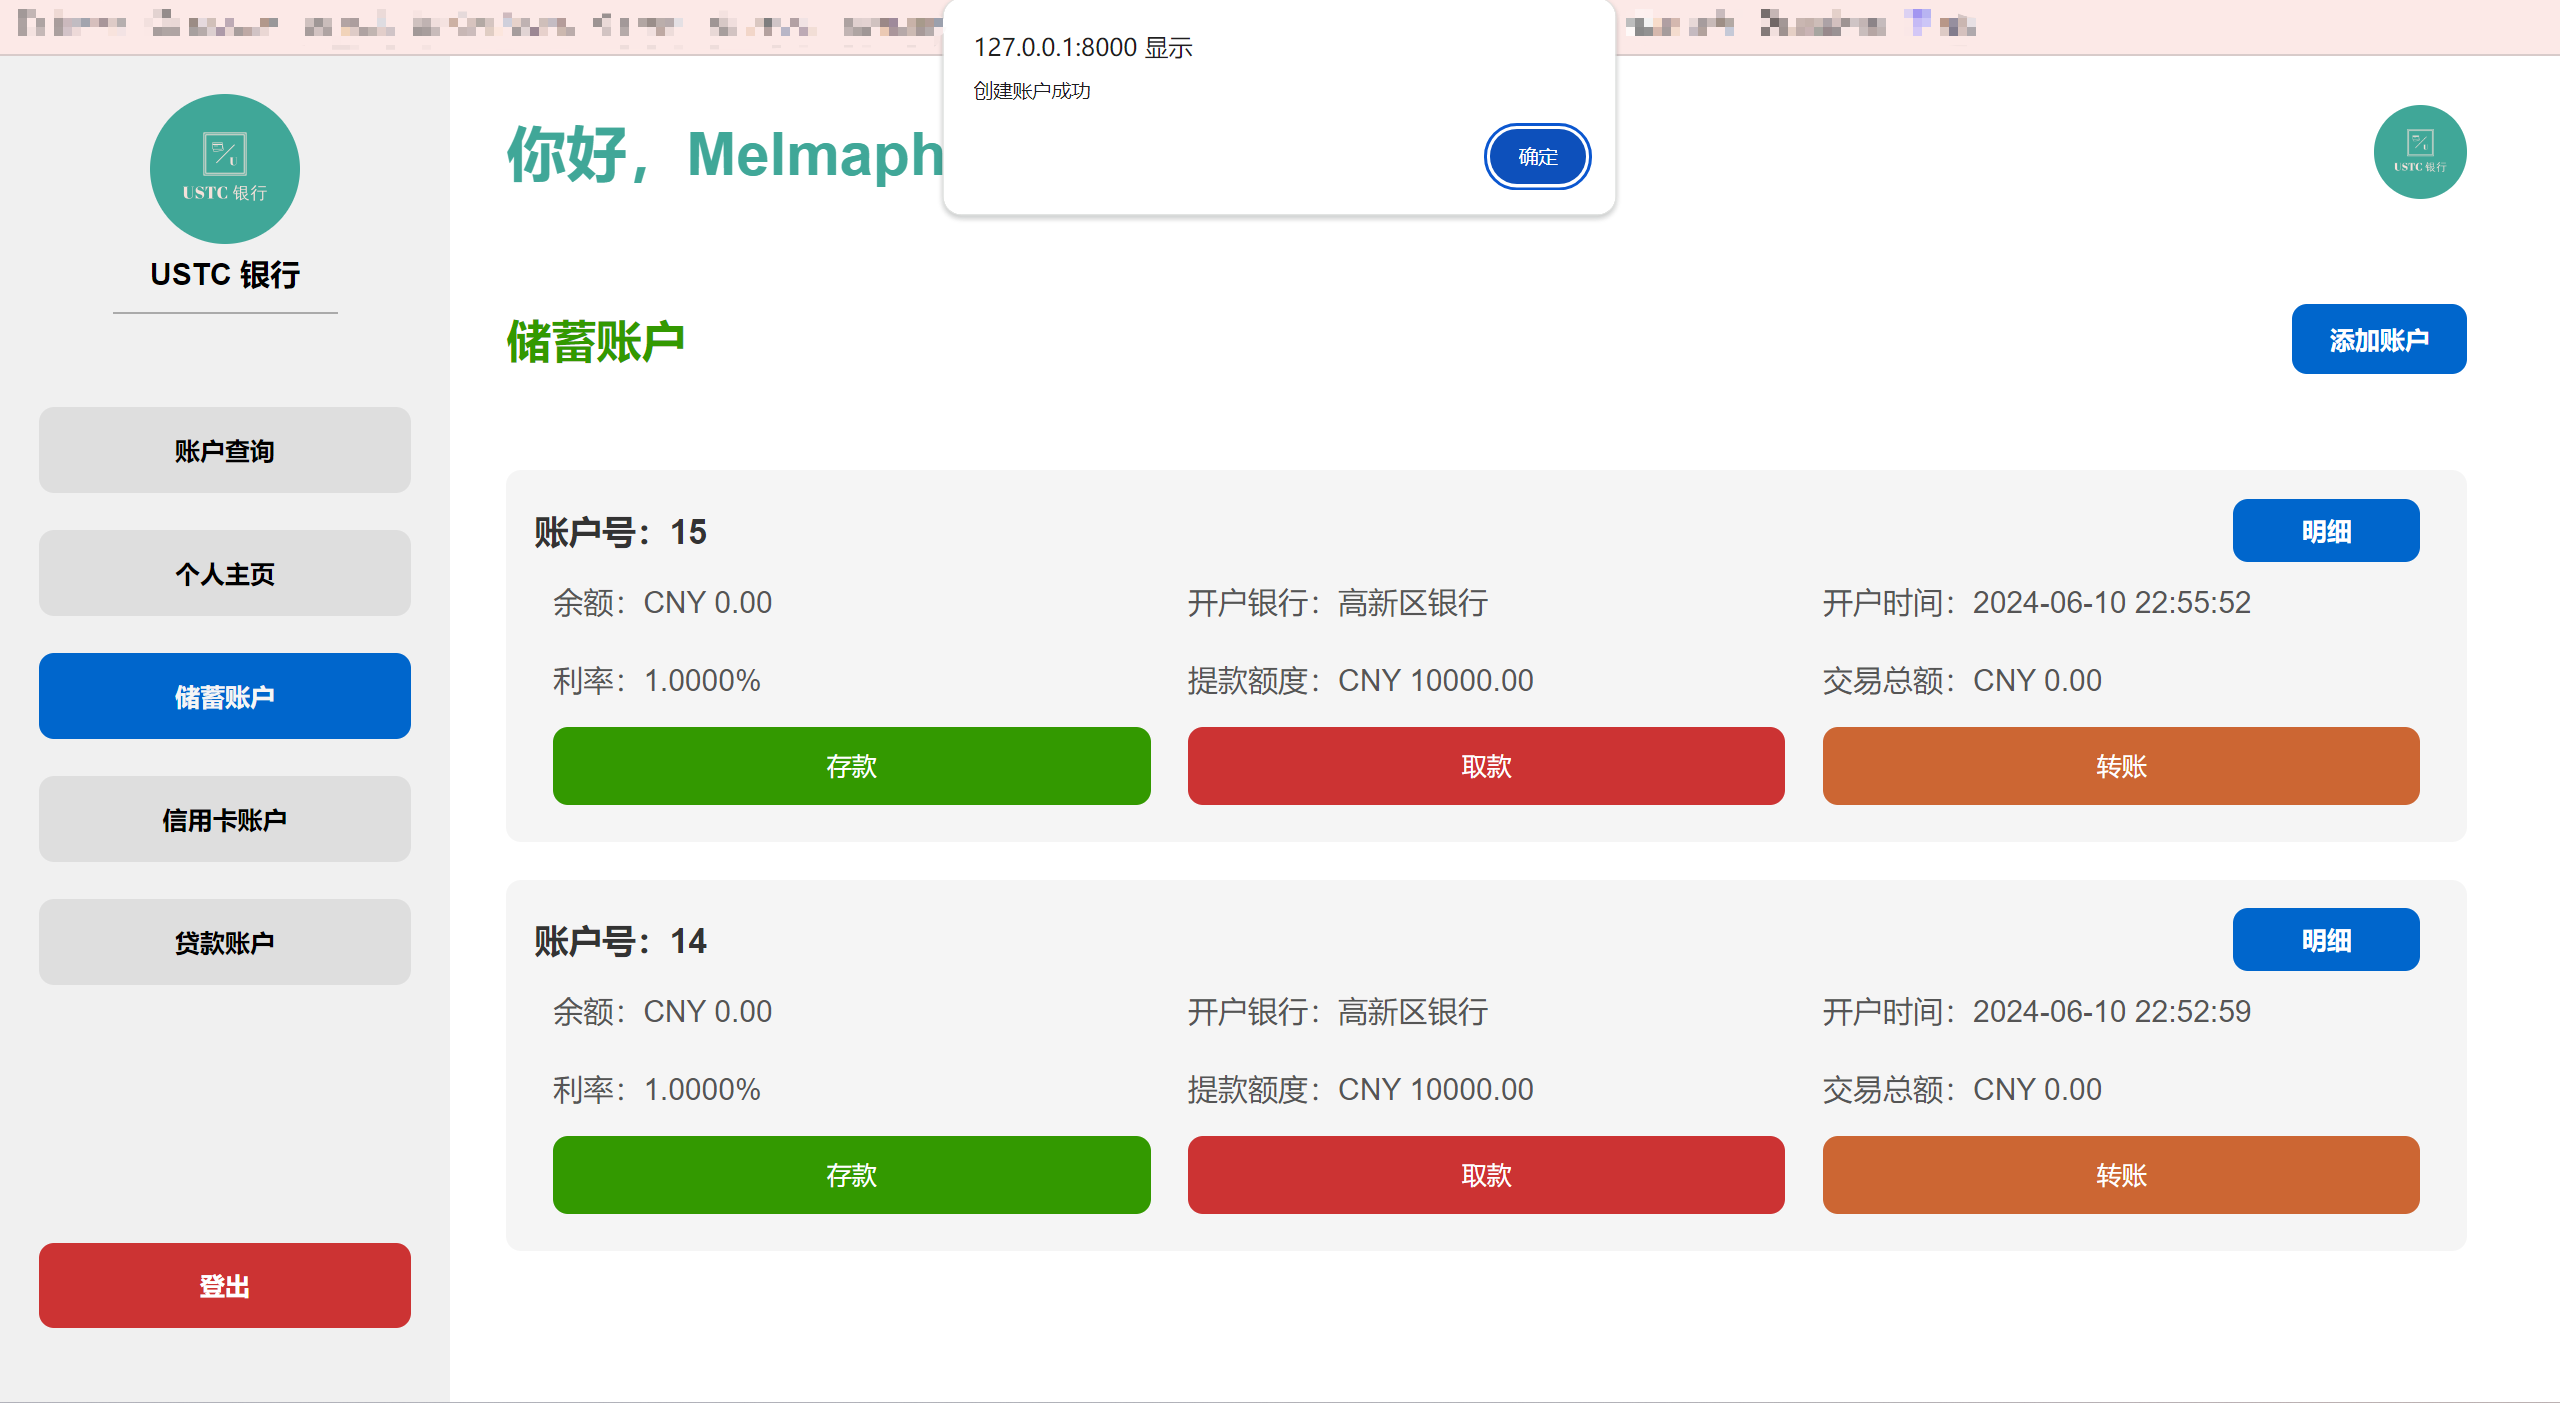 127.0.0.1:8000 显示
创建账户成功
确定
USTC 银行
USTC 银行
账户查询
个人主页
储蓄账户
信用卡账户
贷款账户
登出
你好，Melmaph
USTC 银行
储蓄账户
添加账户
账户号：15
明细
余额：CNY 0.00
开户银行：高新区银行
开户时间：2024-06-10 22:55:52
利率：1.0000%
提款额度：CNY 10000.00
交易总额：CNY 0.00
存款
取款
转账
账户号：14
明细
余额：CNY 0.00
开户银行：高新区银行
开户时间：2024-06-10 22:52:59
利率：1.0000%
提款额度：CNY 10000.00
交易总额：CNY 0.00
存款
取款
转账